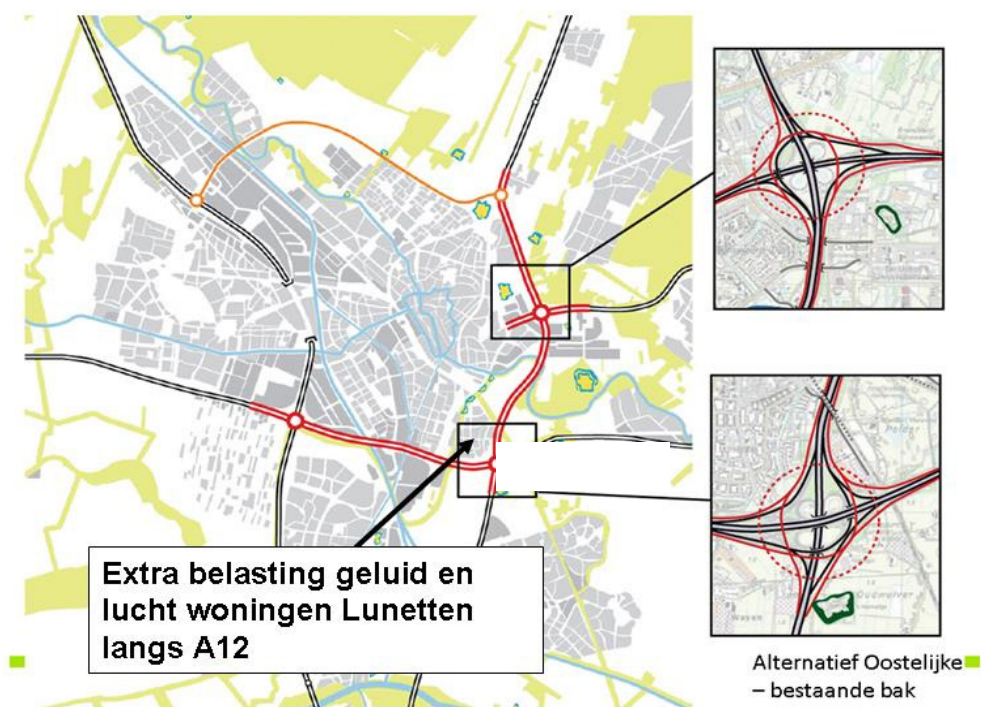 Extra belasting geluid en
lucht woningen Lunetten
langs A12
Alternatief Oostelijke
– bestaande bak